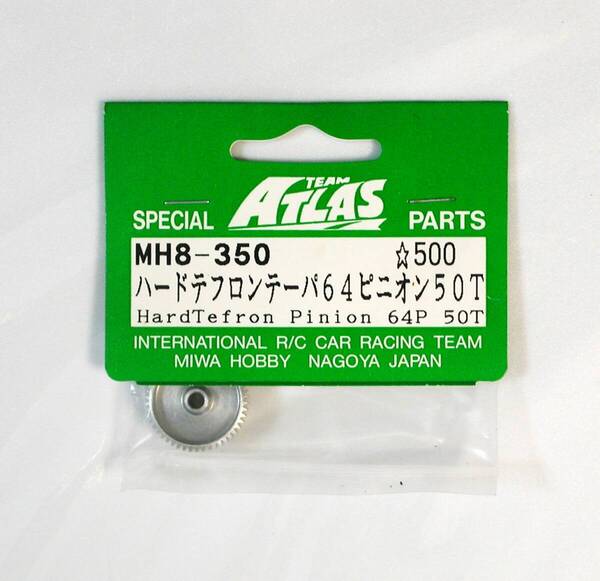 TEAM
ATLAS
SPECIAL PARTS
MH8-350 ☆500
ハードテフロンテーパ64ピニオン50T
HardTefron Pinion 64P 50T
INTERNATIONAL R/C CAR RACING TEAM
MIWA HOBBY NAGOYA JAPAN